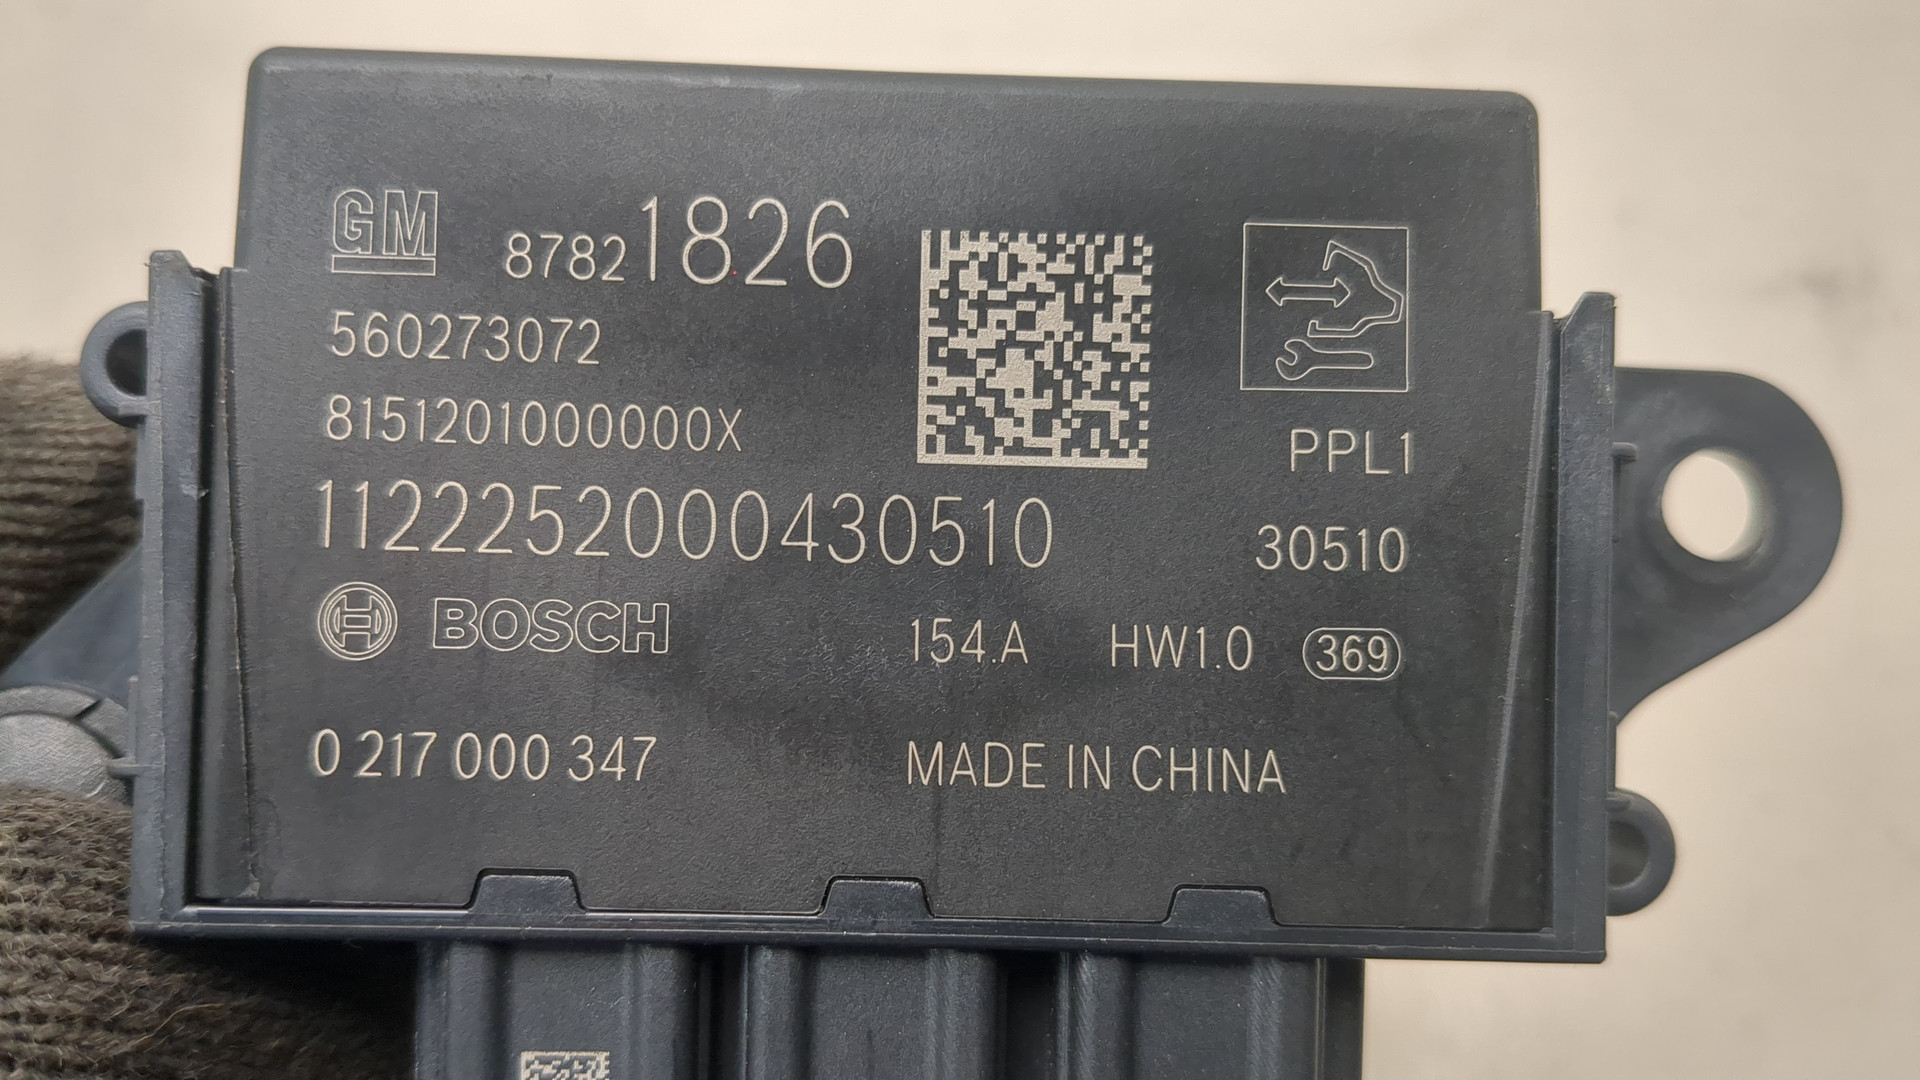 GM 87821826
560273072
8151201000000X
PPL1
1122252000430510
30510
BOSCH
154.A HW1.0 369
0 217 000 347
MADE IN CHINA